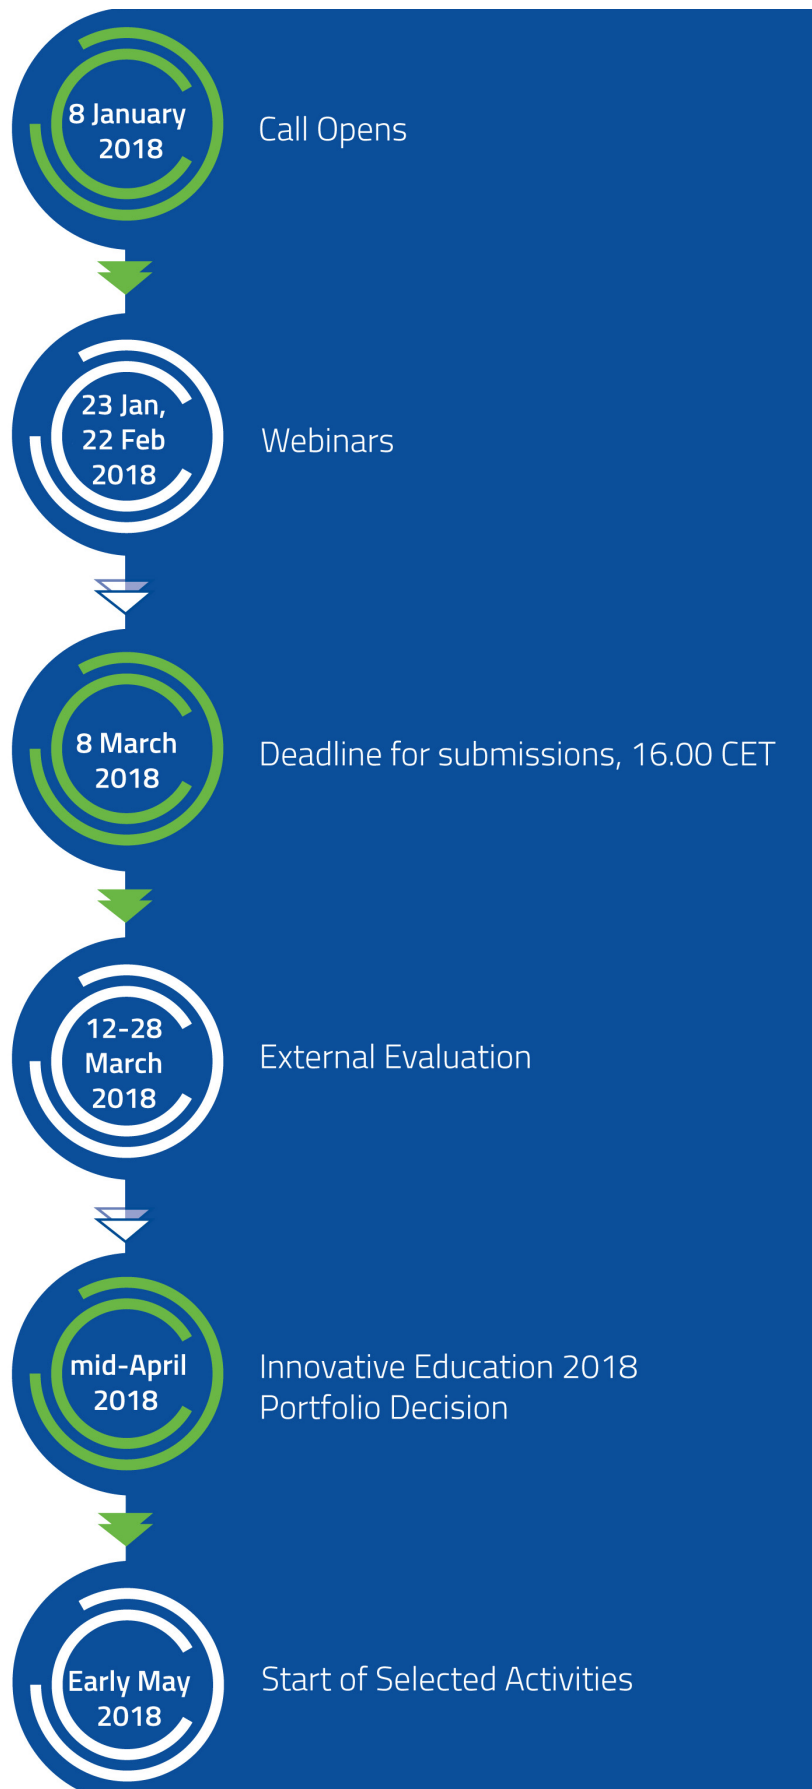 8 January
2018
Call Opens
23 Jan,
22 Feb
2018
Webinars
8 March
2018
Deadline for submissions, 16.00 CET
12-28
March
2018
External Evaluation
mid-April
2018
Innovative Education 2018
Portfolio Decision
Early May
2018
Start of Selected Activities